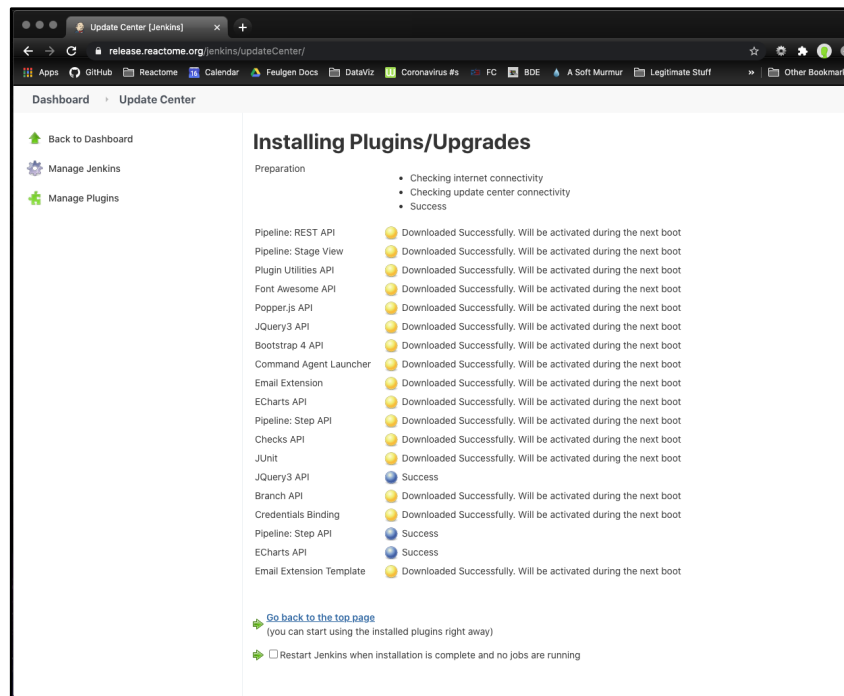 Update Center [Jenkins]
release.reactome.org/jenkins/updateCenter/
Apps GitHub Reactome 16 Calendar Feulgen Docs DataViz Coronavirus #s FC BDE A Soft Murmur Legitimate Stuff » Other Bookmar
Dashboard Update Center
Back to Dashboard
Manage Jenkins
Manage Plugins
Installing Plugins/Upgrades
Preparation
• Checking internet connectivity
• Checking update center connectivity
• Success
Pipeline: REST API Downloaded Successfully. Will be activated during the next boot
Pipeline: Stage View Downloaded Successfully. Will be activated during the next boot
Plugin Utilities API Downloaded Successfully. Will be activated during the next boot
Font Awesome API Downloaded Successfully. Will be activated during the next boot
Popper.js API Downloaded Successfully. Will be activated during the next boot
JQuery3 API Downloaded Successfully. Will be activated during the next boot
Bootstrap 4 API Downloaded Successfully. Will be activated during the next boot
Command Agent Launcher Downloaded Successfully. Will be activated during the next boot
Email Extension Downloaded Successfully. Will be activated during the next boot
ECharts API Downloaded Successfully. Will be activated during the next boot
Pipeline: Step API Downloaded Successfully. Will be activated during the next boot
Checks API Downloaded Successfully. Will be activated during the next boot
JUnit Downloaded Successfully. Will be activated during the next boot
JQuery3 API Success
Branch API Downloaded Successfully. Will be activated during the next boot
Credentials Binding Downloaded Successfully. Will be activated during the next boot
Pipeline: Step API Success
ECharts API Success
Email Extension Template Downloaded Successfully. Will be activated during the next boot
Go back to the top page
(you can start using the installed plugins right away)
Restart Jenkins when installation is complete and no jobs are running